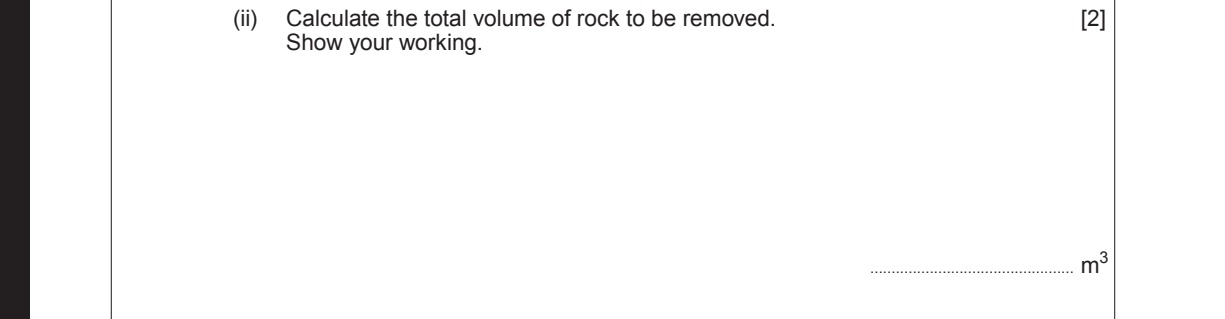 (ii) Calculate the total volume of rock to be removed. [2]
Show your working.
................................................ m³